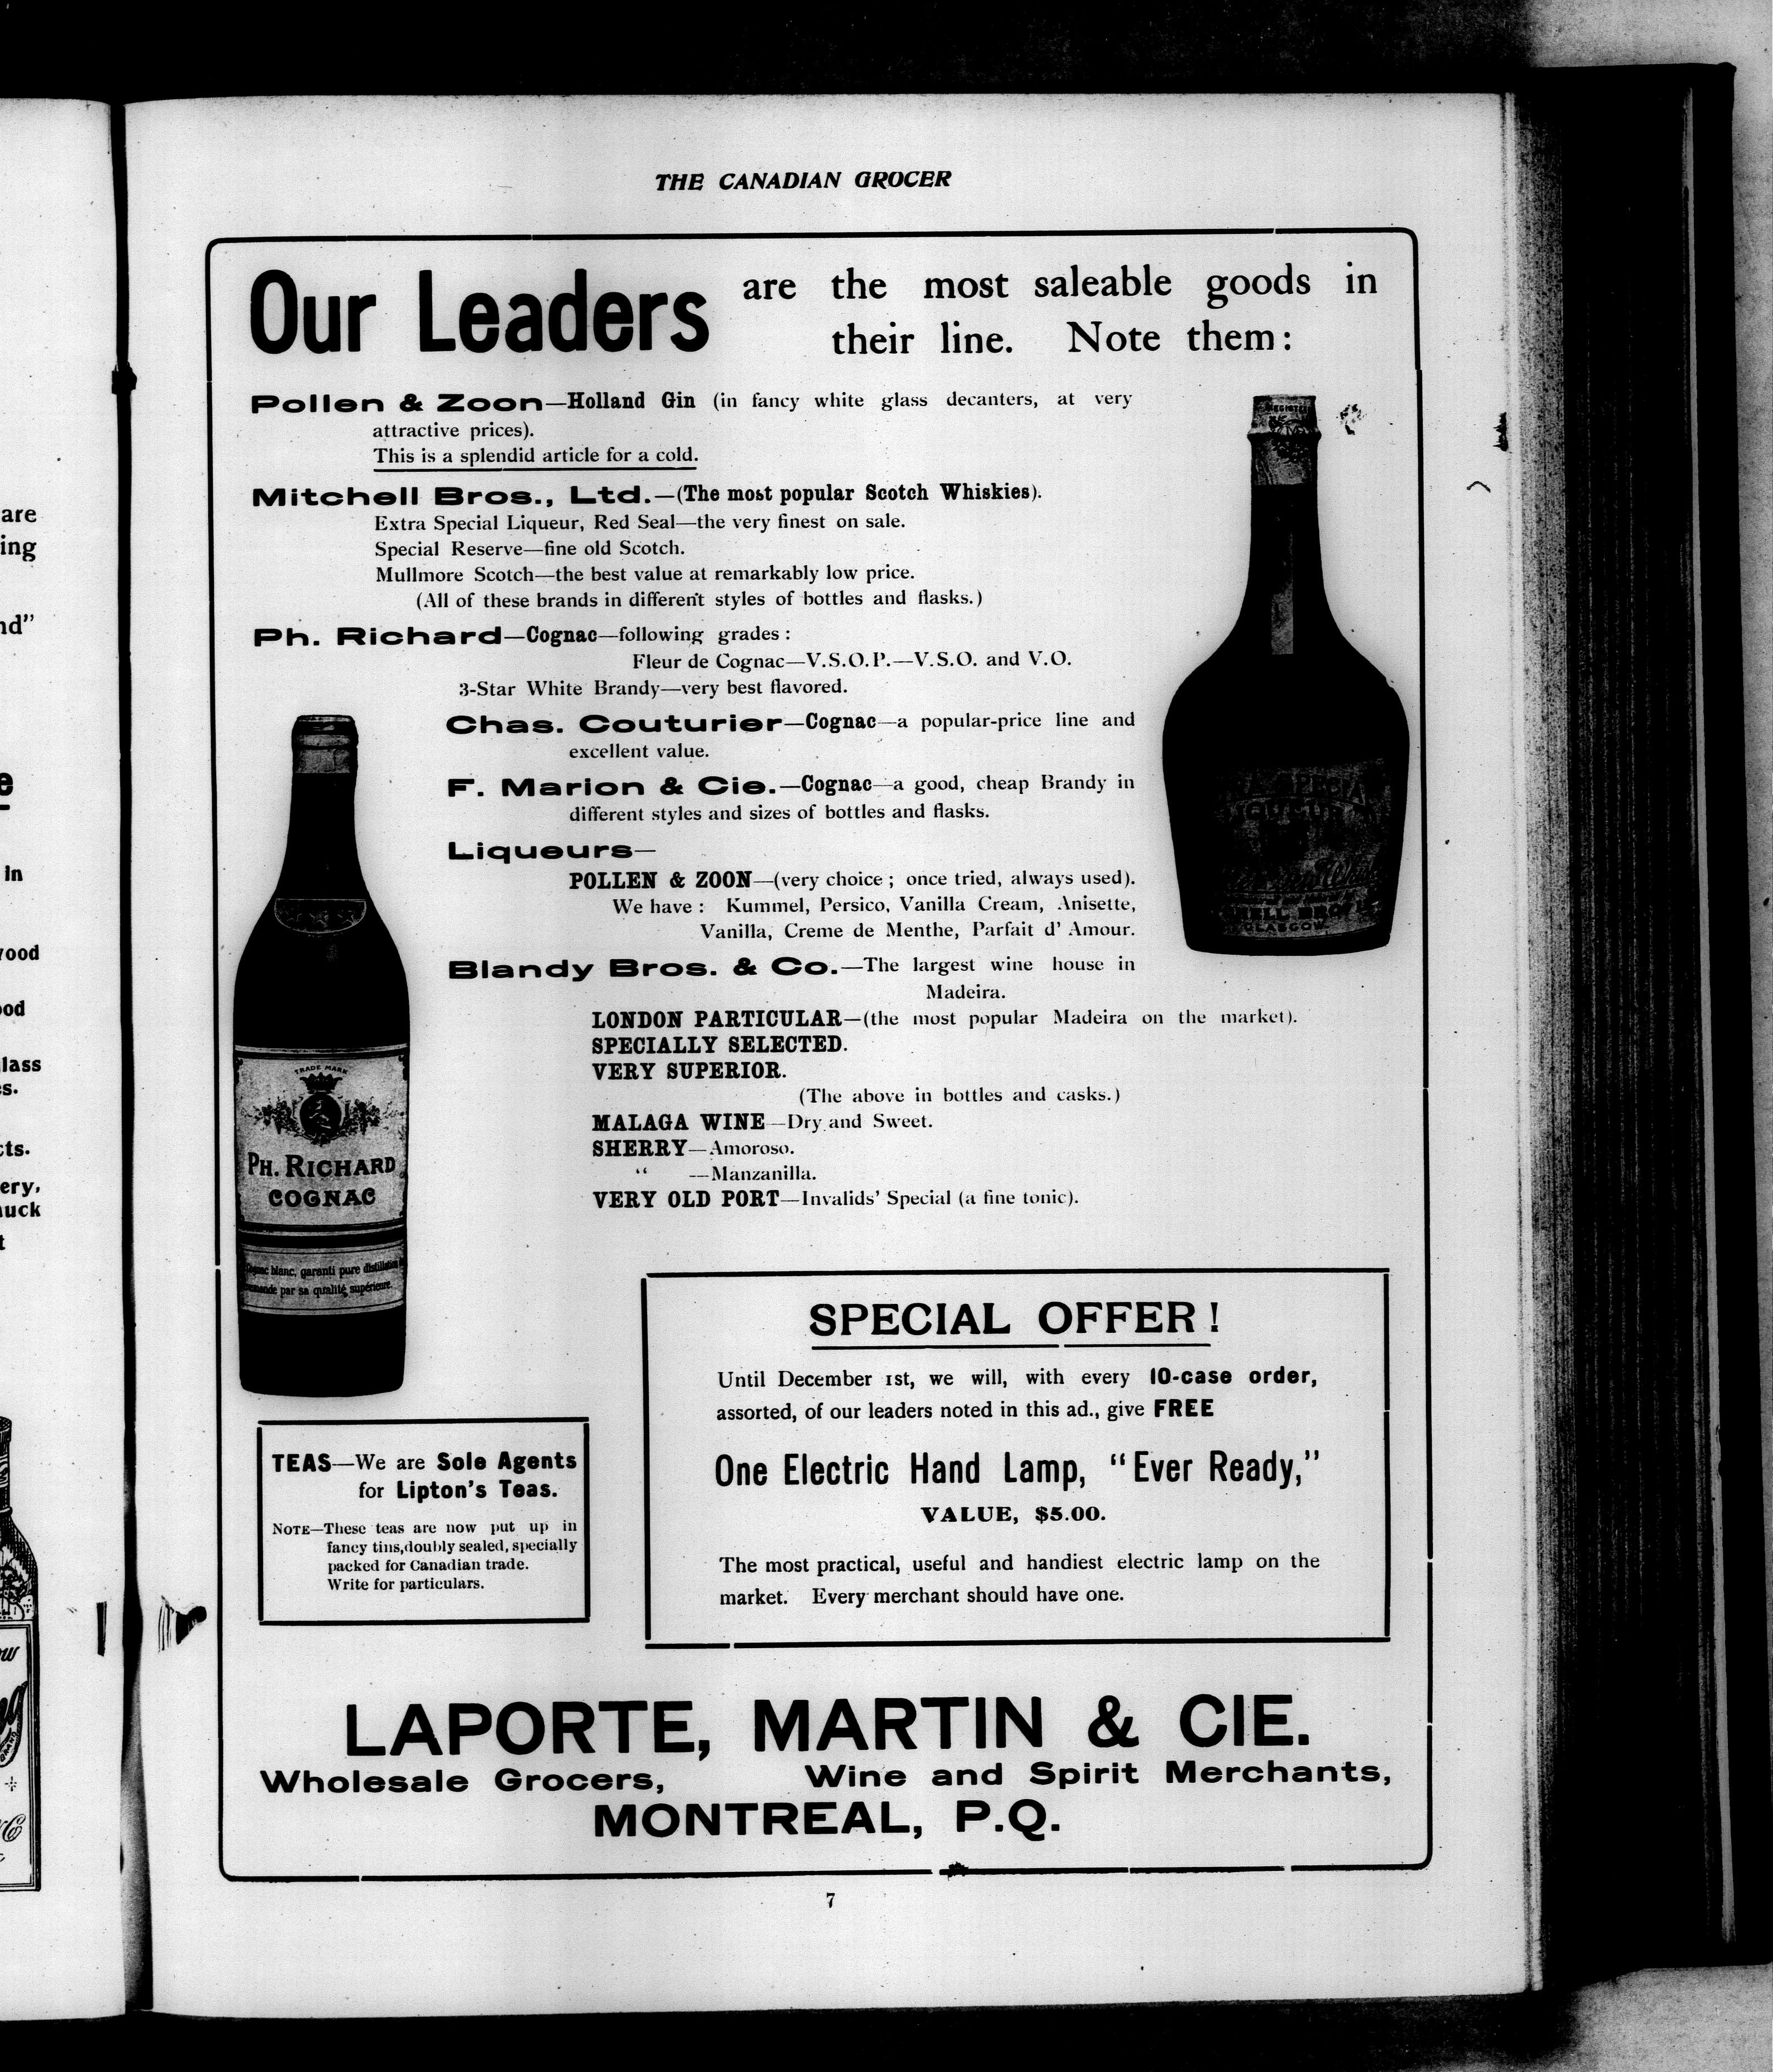 THE CANADIAN GROCER
Our Leaders are the most saleable goods in
their line. Note them:
Pollen & Zoon—Holland Gin (in fancy white glass decanters, at very
attractive prices).
This is a splendid article for a cold.
Mitchell Bros., Ltd.—(The most popular Scotch Whiskies).
Extra Special Liqueur, Red Seal—the very finest on sale.
Special Reserve—fine old Scotch.
Mullmore Scotch—the best value at remarkably low price.
(All of these brands in different styles of bottles and flasks.)
Ph. Richard—Cognac—following grades:
Fleur de Cognac—V.S.O.P.—V.S.O. and V.O.
3-Star White Brandy—very best flavored.
Chas. Couturier—Cognac—a popular-price line and
excellent value.
F. Marion & Cie.—Cognac—a good, cheap Brandy in
different styles and sizes of bottles and flasks.
Liqueurs—
POLLEN & ZOON—(very choice; once tried, always used).
We have: Kummel, Persico, Vanilla Cream, Anisette,
Vanilla, Creme de Menthe, Parfait d' Amour.
Blandy Bros. & Co.—The largest wine house in
Madeira.
LONDON PARTICULAR—(the most popular Madeira on the market).
SPECIALLY SELECTED.
VERY SUPERIOR.
(The above in bottles and casks.)
MALAGA WINE—Dry and Sweet.
SHERRY—Amoroso.
" —Manzanilla.
VERY OLD PORT—Invalids' Special (a fine tonic).
TRADE MARK
PH. RICHARD
COGNAC
blanc, garanti pure distillation
par sa qualité supérieure.
SPECIAL
GLASGOW
SPECIAL OFFER!
Until December 1st, we will, with every 10-case order,
assorted, of our leaders noted in this ad., give FREE
One Electric Hand Lamp, "Ever Ready,"
VALUE, $5.00.
The most practical, useful and handiest electric lamp on the
market. Every merchant should have one.
TEAS—We are Sole Agents
for Lipton's Teas.
NOTE—These teas are now put up in
fancy tins, doubly sealed, specially
packed for Canadian trade.
Write for particulars.
LAPORTE, MARTIN & CIE.
Wholesale Grocers, Wine and Spirit Merchants,
MONTREAL, P.Q.
7
are
in